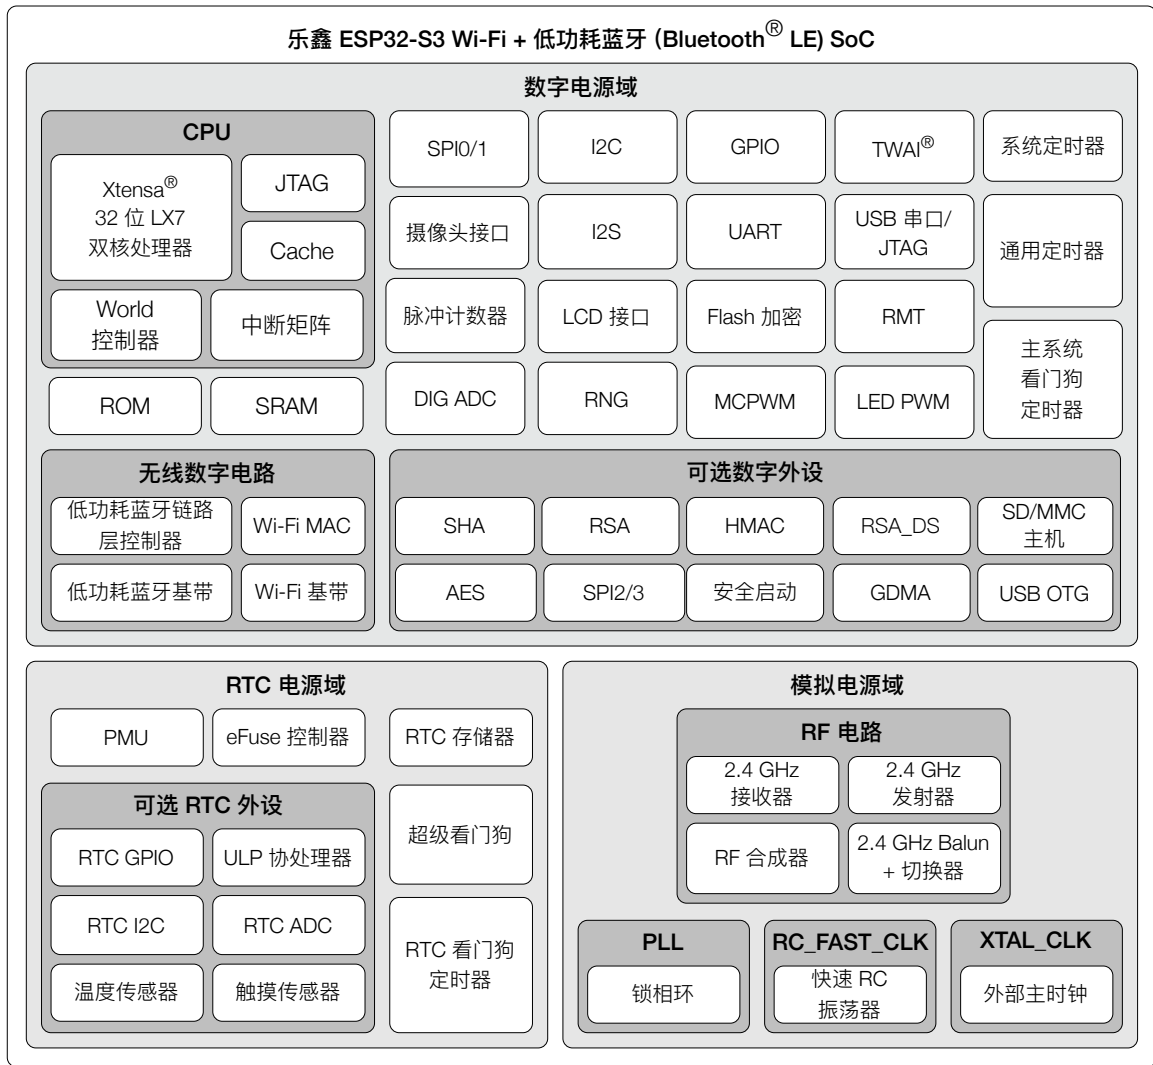 乐鑫 ESP32-S3 Wi-Fi + 低功耗蓝牙 (Bluetooth® LE) SoC
数字电源域
CPU
Xtensa®
32 位 LX7
双核处理器
JTAG
Cache
World
控制器
中断矩阵
ROM
SRAM
SPI0/1
I2C
GPIO
TWAI®
系统定时器
摄像头接口
I2S
UART
USB 串口/
JTAG
通用定时器
脉冲计数器
LCD 接口
Flash 加密
RMT
主系统
看门狗
定时器
DIG ADC
RNG
MCPWM
LED PWM
无线数字电路
低功耗蓝牙链路
层控制器
Wi-Fi MAC
低功耗蓝牙基带
Wi-Fi 基带
可选数字外设
SHA
RSA
HMAC
RSA_DS
SD/MMC
主机
AES
SPI2/3
安全启动
GDMA
USB OTG
RTC 电源域
PMU
eFuse 控制器
RTC 存储器
可选 RTC 外设
RTC GPIO
ULP 协处理器
RTC I2C
RTC ADC
温度传感器
触摸传感器
超级看门狗
RTC 看门狗
定时器
模拟电源域
RF 电路
2.4 GHz
接收器
2.4 GHz
发射器
RF 合成器
2.4 GHz Balun
+ 切换器
PLL
锁相环
RC_FAST_CLK
快速 RC
振荡器
XTAL_CLK
外部主时钟